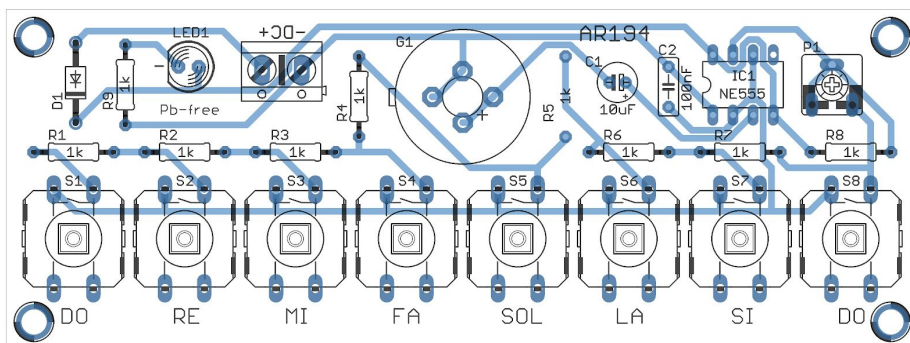 LED1
-DC+
G1
AR194
C2
P1
C1
IC1
NE555
100nF
10uF
D1
R9
1k
R4
1k
R5
1k
Pb-free
+
R1
R2
R3
R6
R7
R8
1k
1k
1k
1k
1k
1k
S1
S2
S3
S4
S5
S6
S7
S8
DO
RE
MI
FA
SOL
LA
SI
DO